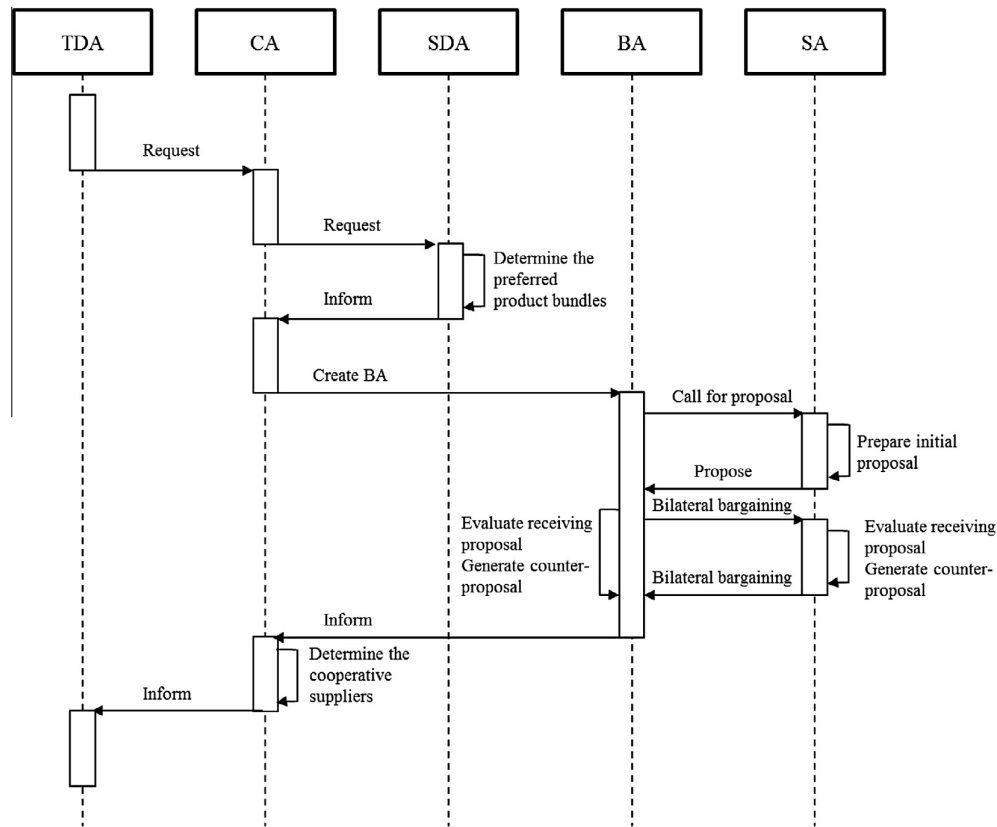 TDA
CA
SDA
BA
SA
Request
Request
Determine the
preferred
product bundles
Inform
Create BA
Call for proposal
Prepare initial
proposal
Propose
Bilateral bargaining
Evaluate receiving
proposal
Generate counter-
proposal
Evaluate receiving
proposal
Generate counter-
proposal
Bilateral bargaining
Inform
Determine the
cooperative
suppliers
Inform